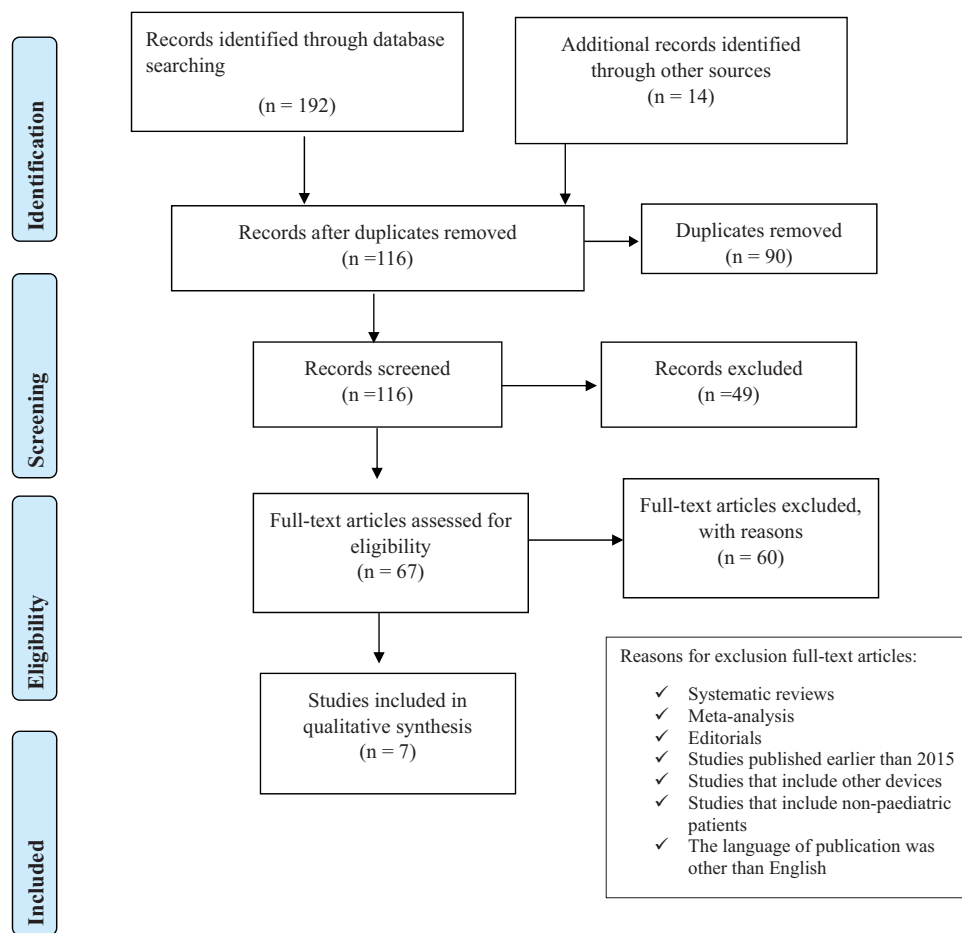 Identification
Records identified through database
searching
(n = 192)
Additional records identified
through other sources
(n = 14)
Records after duplicates removed
(n =116)
Duplicates removed
(n = 90)
Screening
Records screened
(n =116)
Records excluded
(n =49)
Eligibility
Full-text articles assessed for
eligibility
(n = 67)
Full-text articles excluded,
with reasons
(n = 60)
Studies included in
qualitative synthesis
(n = 7)
Reasons for exclusion full-text articles:
✓ Systematic reviews
✓ Meta-analysis
✓ Editorials
✓ Studies published earlier than 2015
✓ Studies that include other devices
✓ Studies that include non-paediatric
patients
✓ The language of publication was
other than English
Included